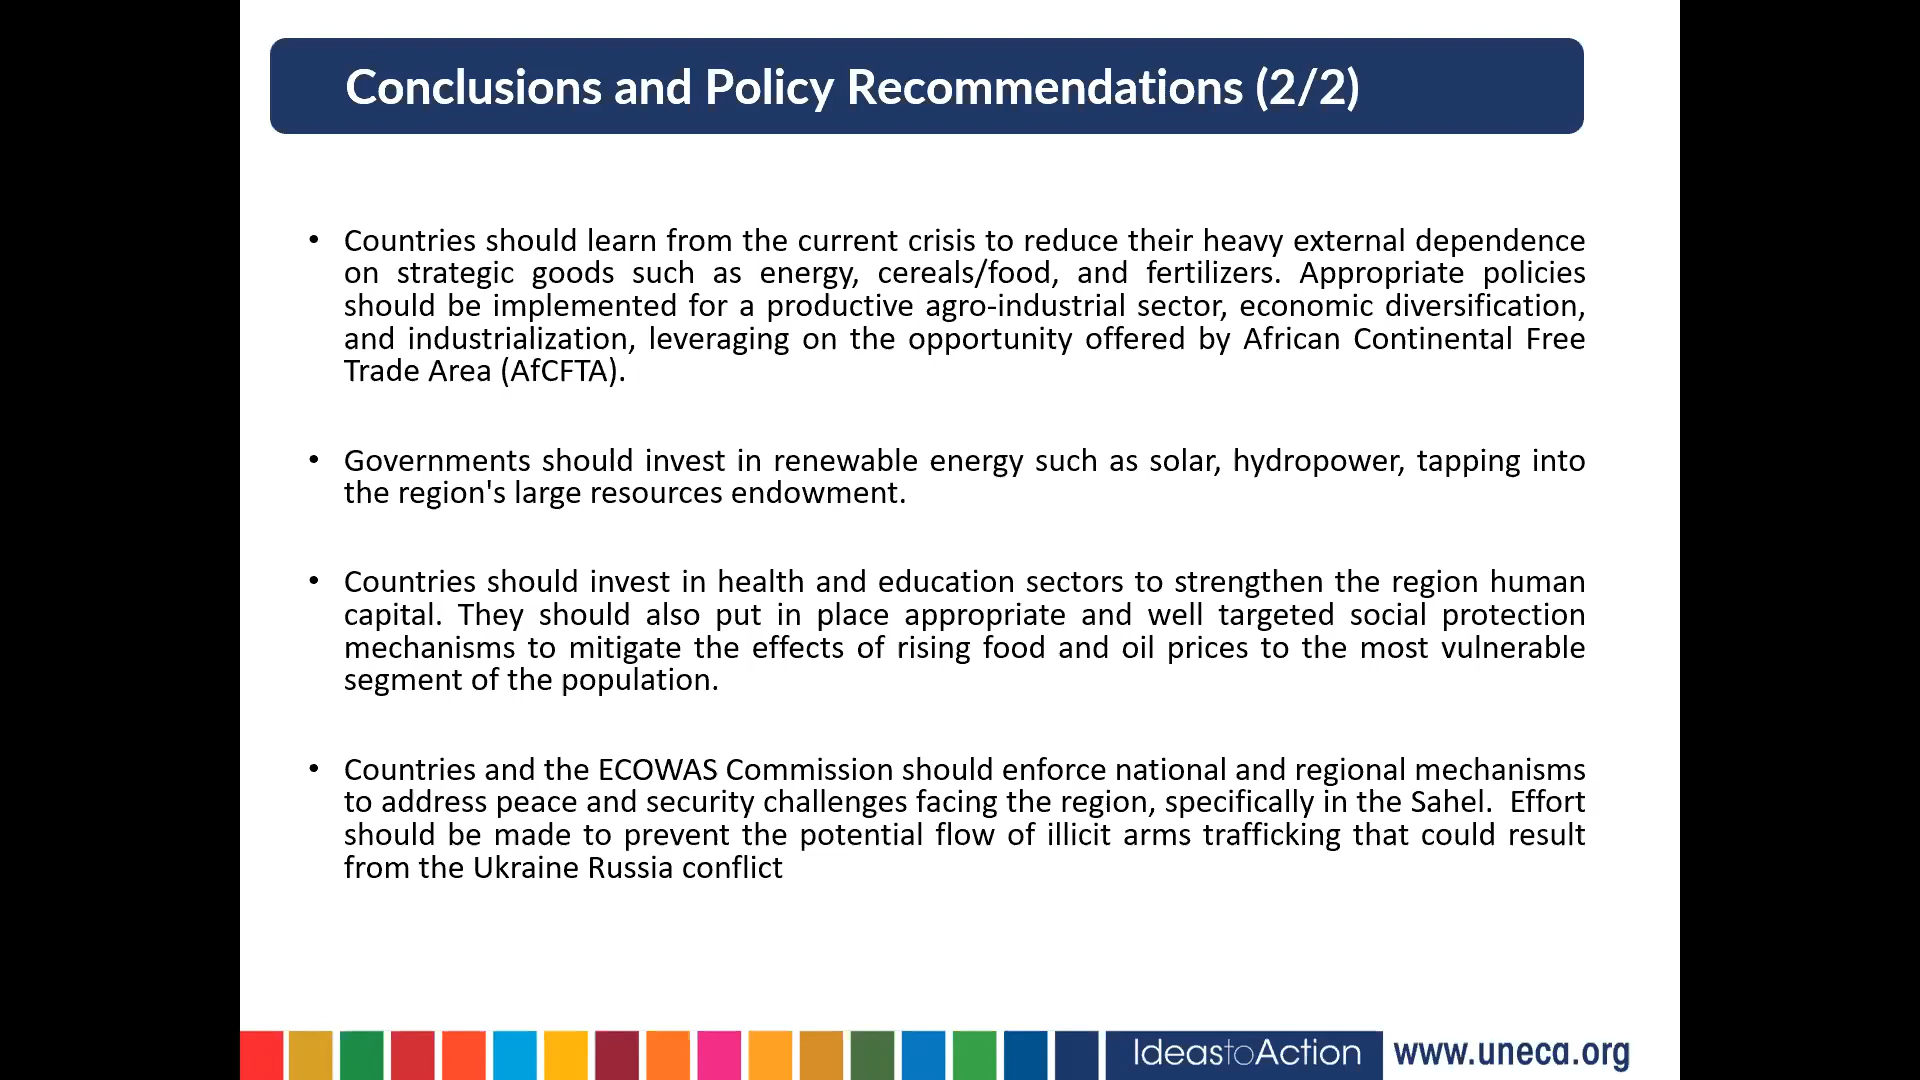 Conclusions and Policy Recommendations (2/2)
• Countries should learn from the current crisis to reduce their heavy external dependence
on strategic goods such as energy, cereals/food, and fertilizers. Appropriate policies
should be implemented for a productive agro-industrial sector, economic diversification,
and industrialization, leveraging on the opportunity offered by African Continental Free
Trade Area (AfCFTA).
• Governments should invest in renewable energy such as solar, hydropower, tapping into
the region's large resources endowment.
• Countries should invest in health and education sectors to strengthen the region human
capital. They should also put in place appropriate and well targeted social protection
mechanisms to mitigate the effects of rising food and oil prices to the most vulnerable
segment of the population.
• Countries and the ECOWAS Commission should enforce national and regional mechanisms
to address peace and security challenges facing the region, specifically in the Sahel.  Effort
should be made to prevent the potential flow of illicit arms trafficking that could result
from the Ukraine Russia conflict
IdeastoAction www.uneca.org